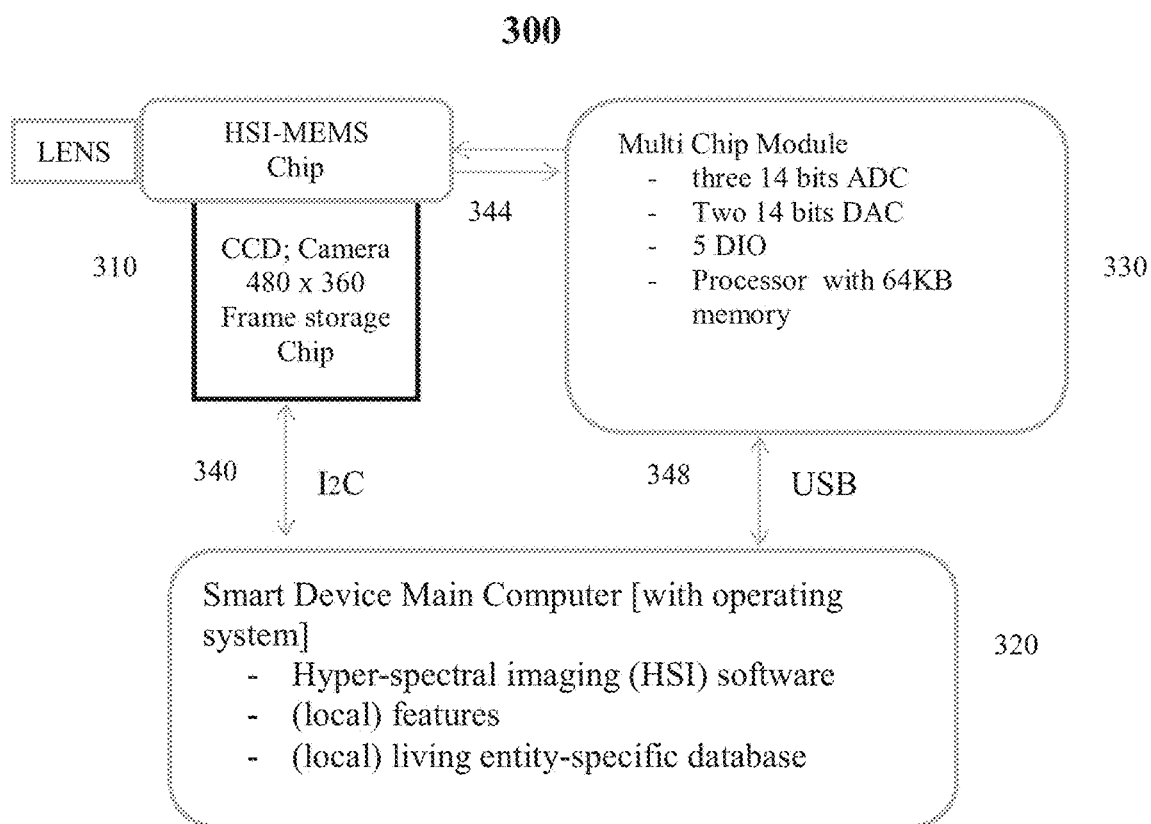 300
LENS
HSI-MEMS
Chip
344
310
CCD; Camera
480 x 360
Frame storage
Chip
Multi Chip Module
- three 14 bits ADC
- Two 14 bits DAC
- 5 DIO
- Processor with 64KB
memory
330
340
I2C
348
USB
Smart Device Main Computer [with operating
system]
- Hyper-spectral imaging (HSI) software
- (local) features
- (local) living entity-specific database
320